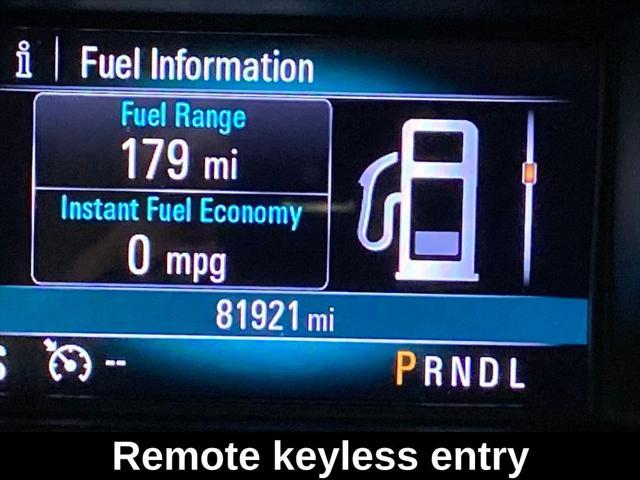 i Fuel Information
Fuel Range
179 mi
Instant Fuel Economy
0 mpg
81921 mi
-- PRNDL
Remote keyless entry